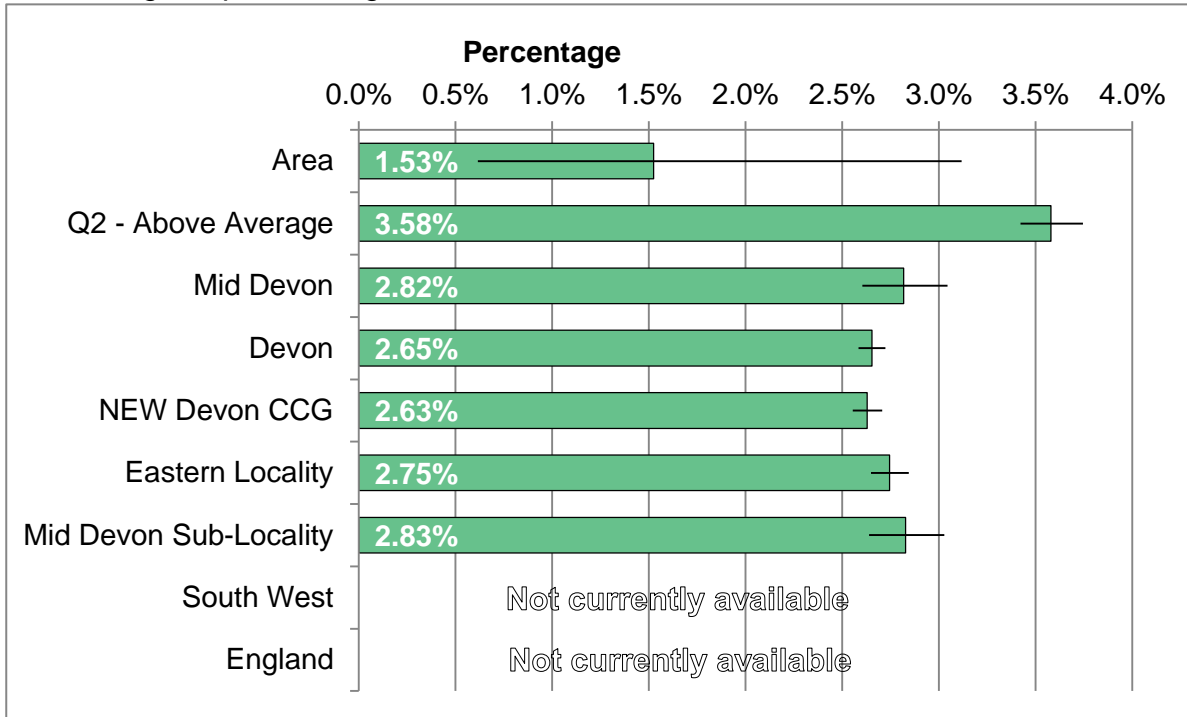 Percentage
0.0% 0.5% 1.0% 1.5% 2.0% 2.5% 3.0% 3.5% 4.0%
Area 1.53%
Q2 - Above Average 3.58%
Mid Devon 2.82%
Devon 2.65%
NEW Devon CCG 2.63%
Eastern Locality 2.75%
Mid Devon Sub-Locality 2.83%
South West Not currently available
England Not currently available